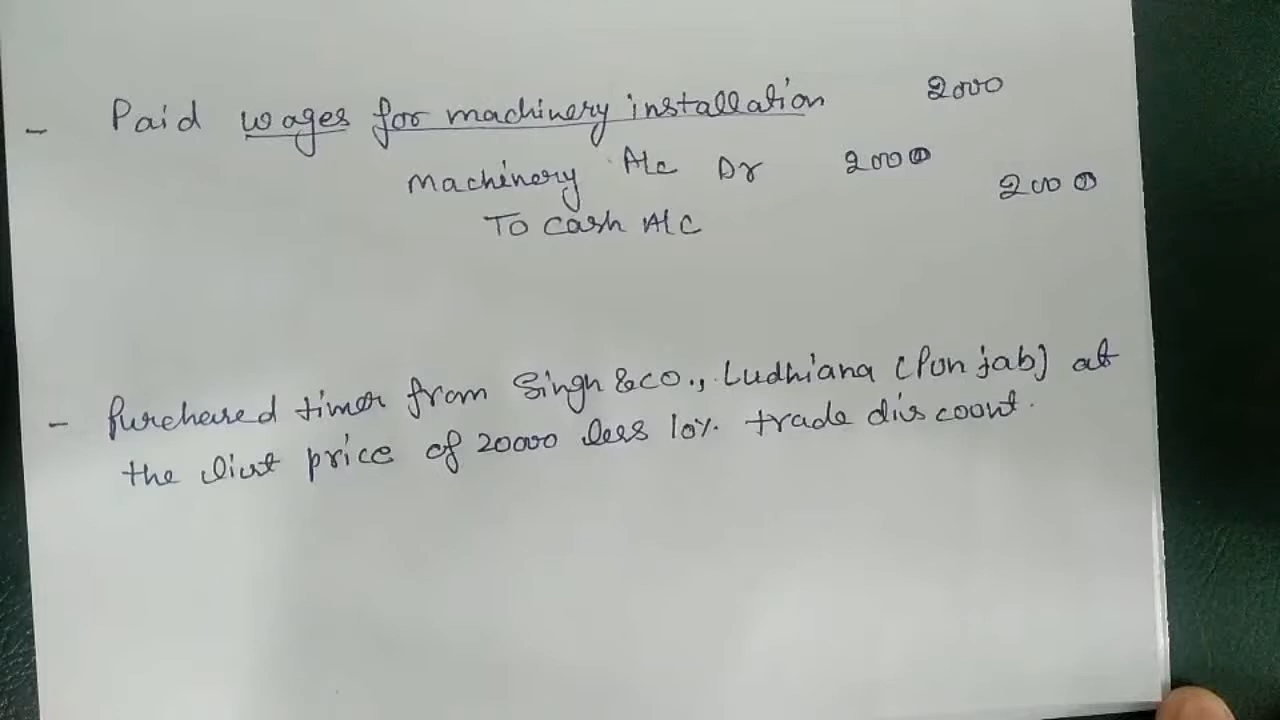 - Paid wages for machinery installation 2000
Machinery A/c Dr 2000
2000
To cash A/C
- Purchased timer from Singh & co., Ludhiana (Punjab) at
the list price of 20000 less 10% trade discount.